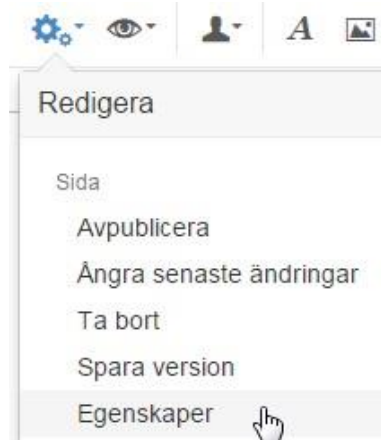 A
Redigera
Sida
Avpublicera
Ångra senaste ändringar
Ta bort
Spara version
Egenskaper